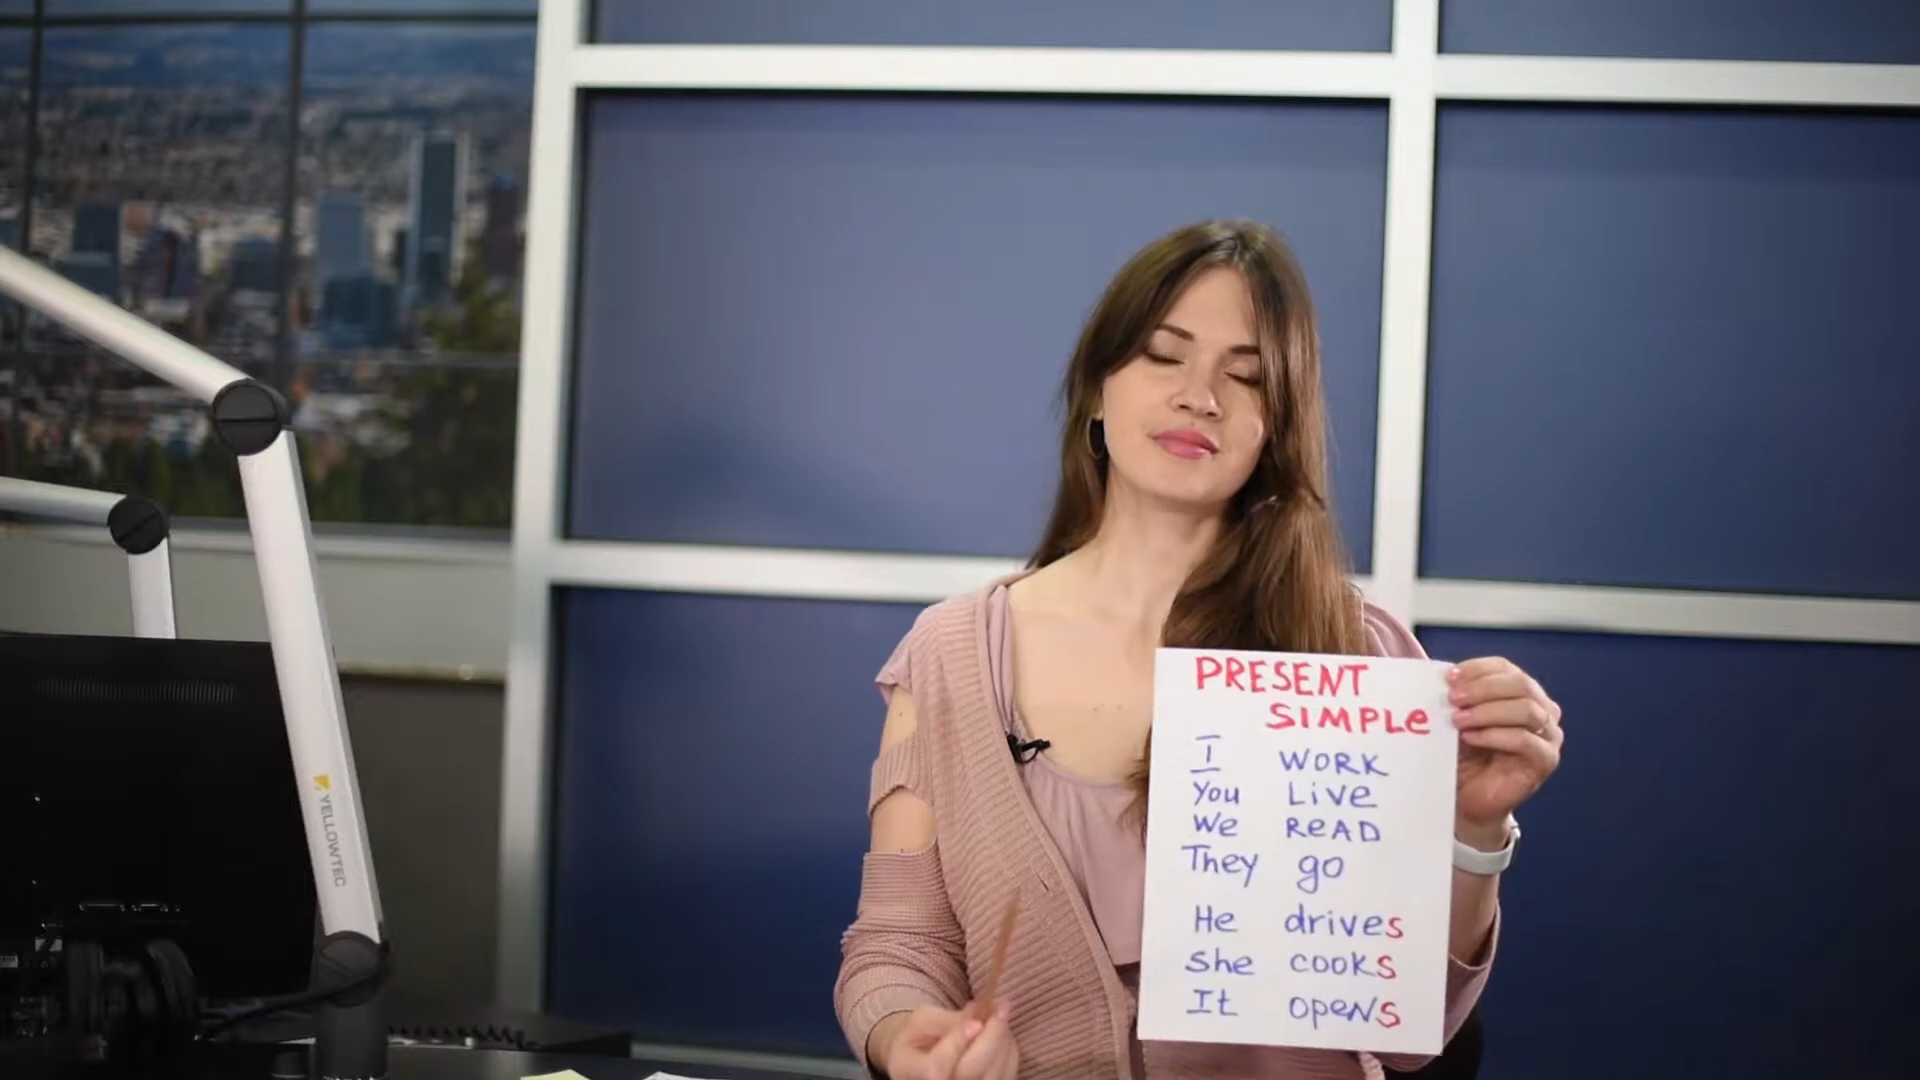 YELLOWTEC
PRESENT
SIMPLe
I WORK
You Live
We ReAD
They go
He drives
She cooks
It opeNs